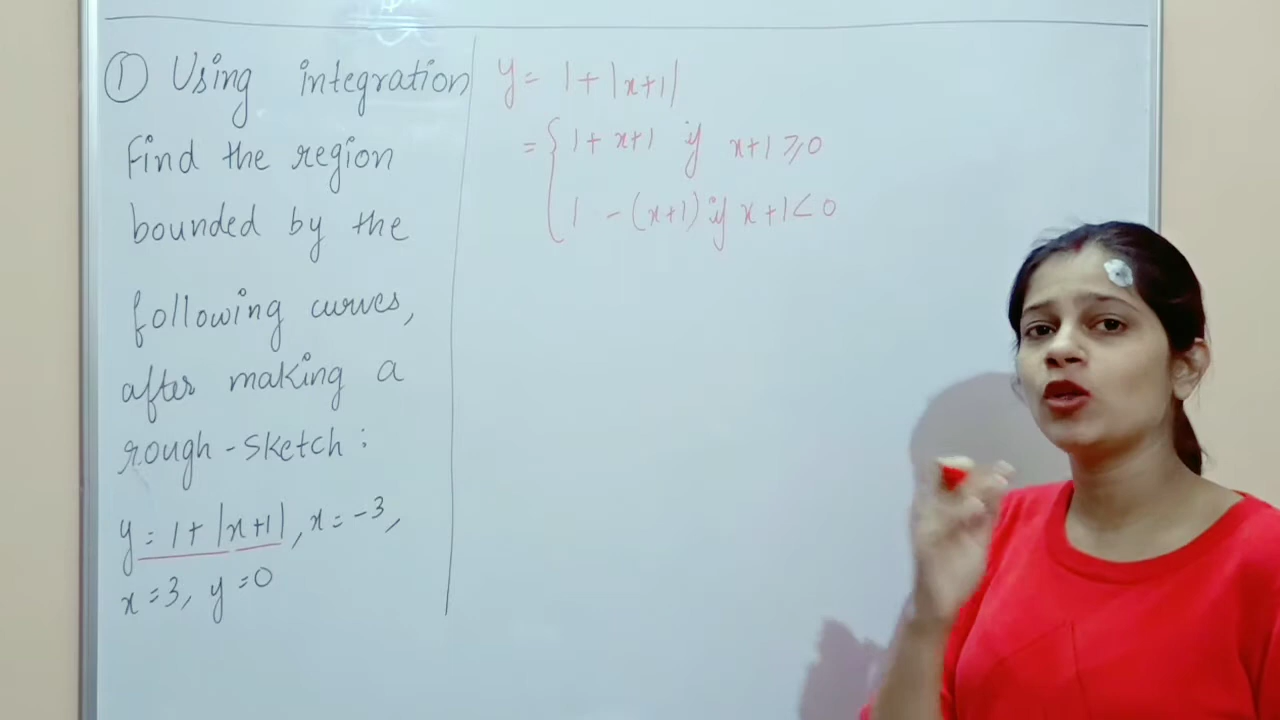 ① Using integration
Find the region
bounded by the
following curves,
after making a
rough-sketch:
y = 1+|x+1|, x = -3,
x = 3, y = 0
y = 1+|x+1|
= { 1 + x+1 if x+1 ≥ 0
1 - (x+1) if x+1 < 0